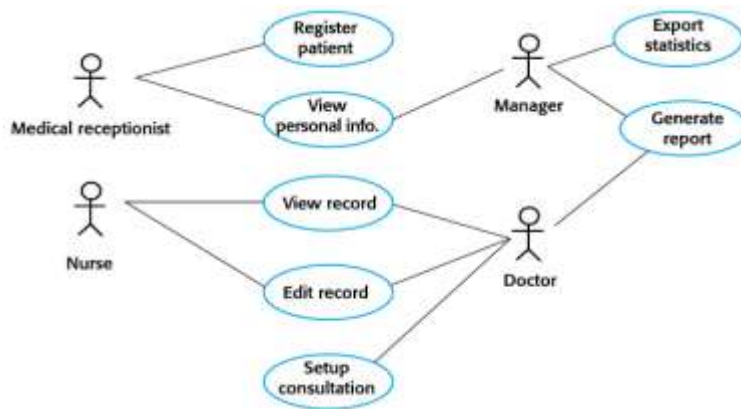 Register
patient
Export
statistics
Medical receptionist
View
personal info.
Manager
Generate
report
Nurse
View record
Doctor
Edit record
Setup
consultation